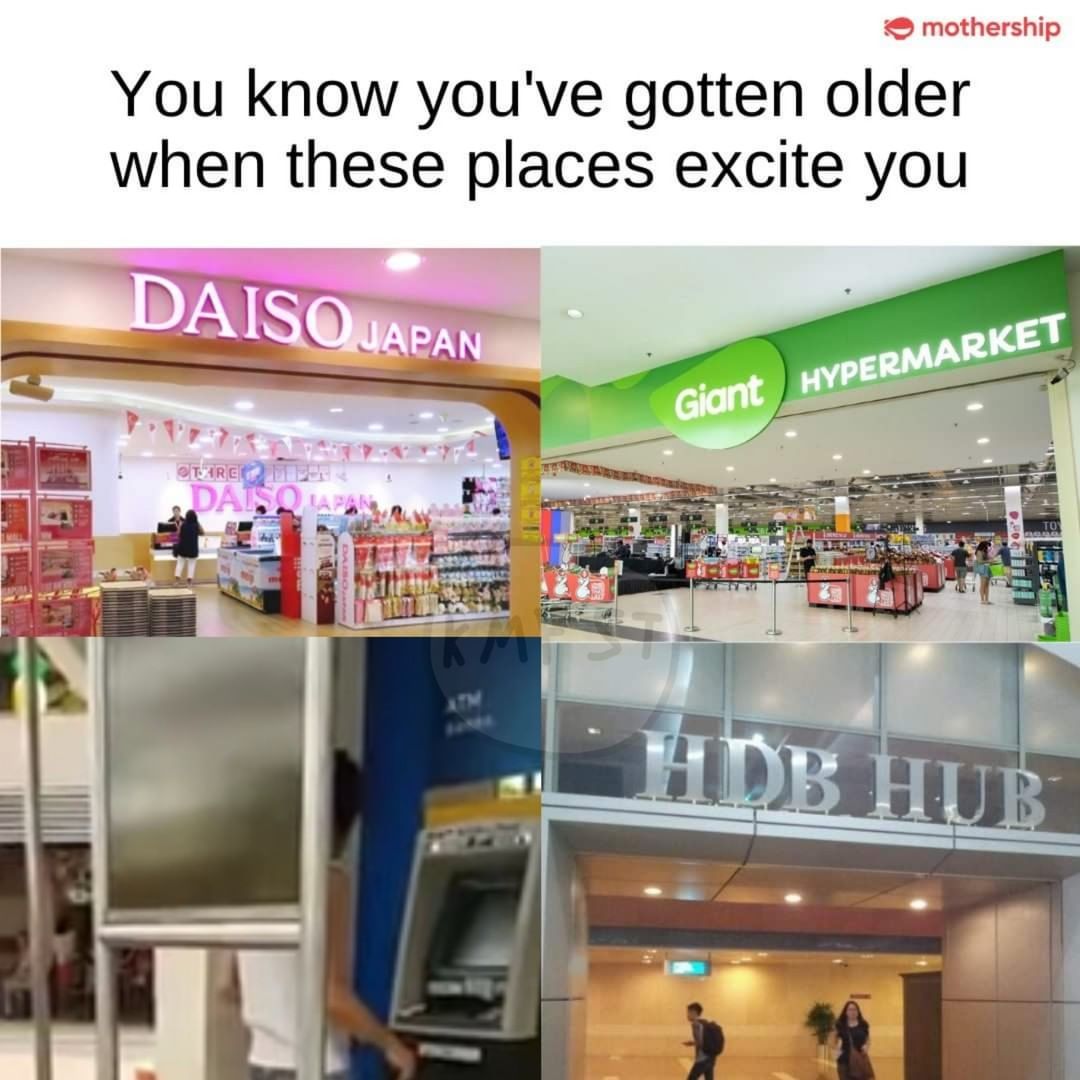 mothership
You know you've gotten older
when these places excite you
DAISO JAPAN
DAISO JAPAN
Giant HYPERMARKET
ATM
KMFST
HDB HUB